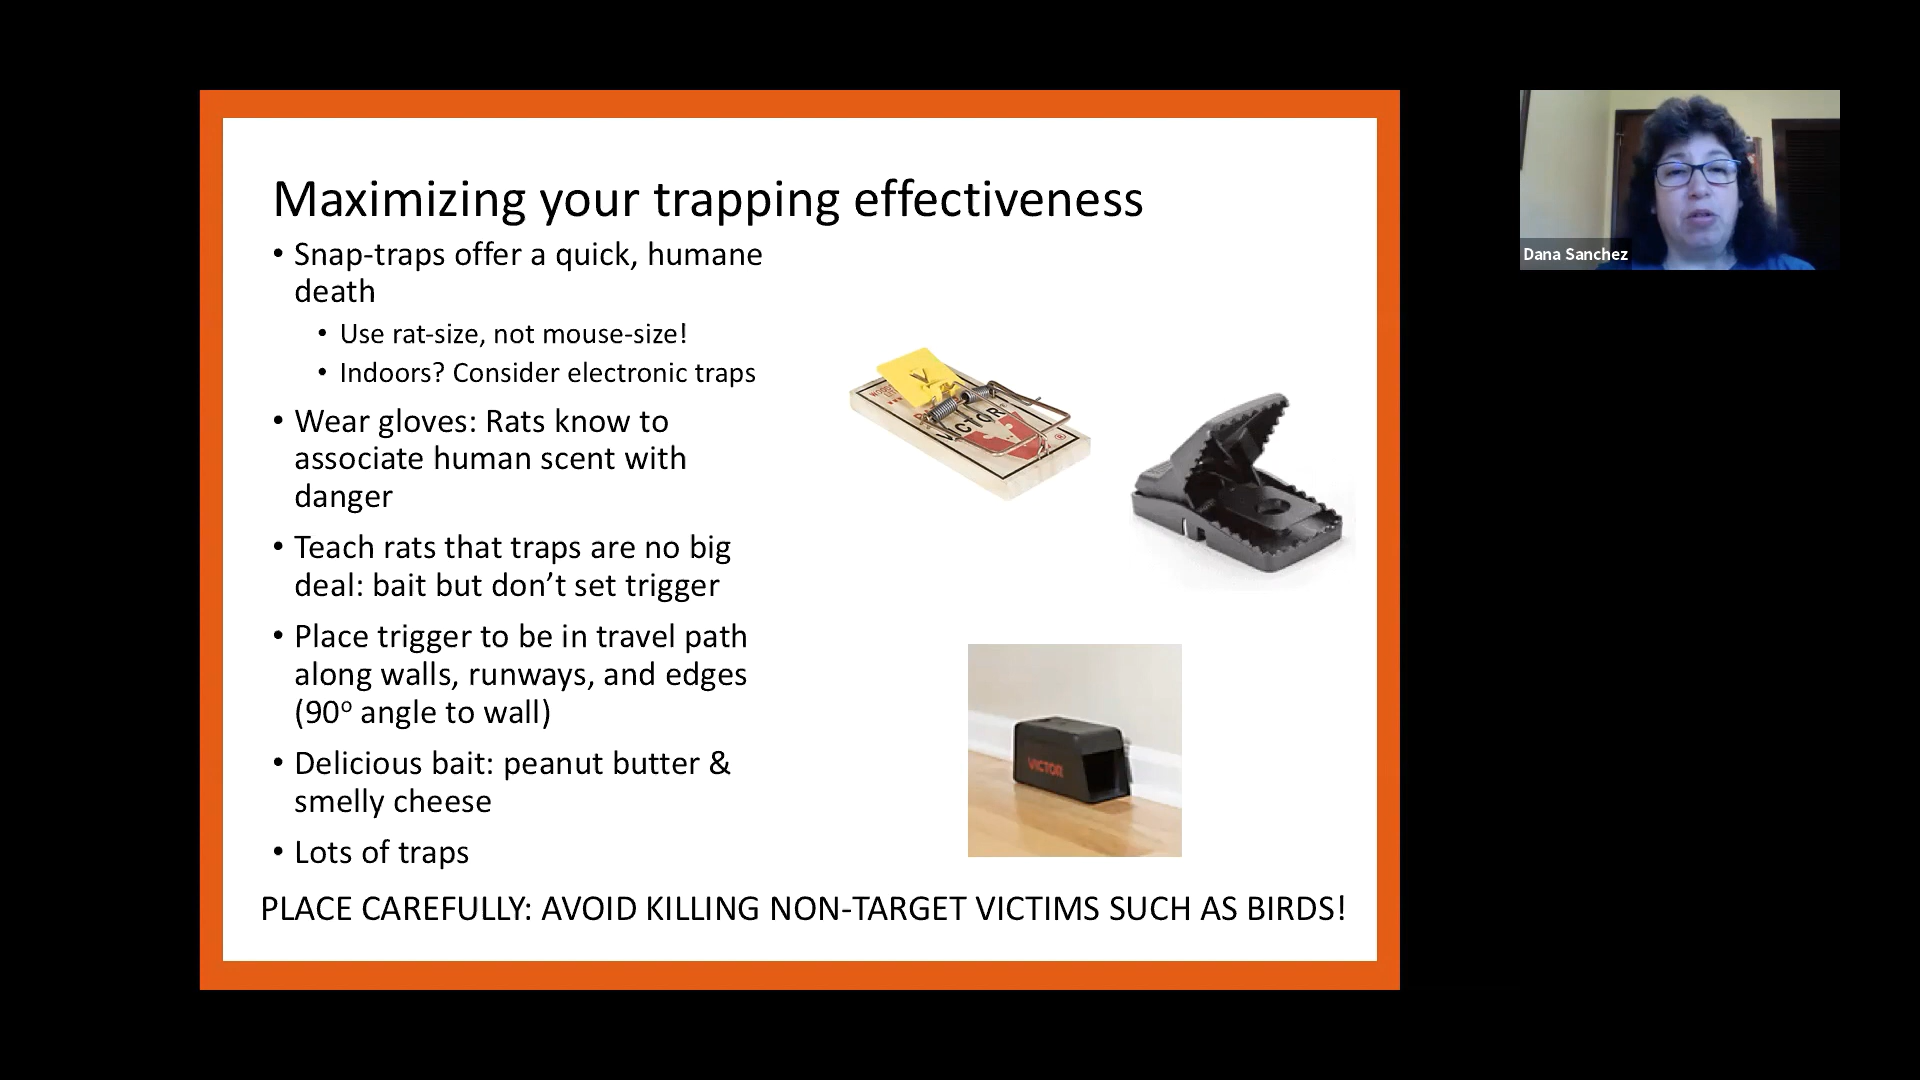 Maximizing your trapping effectiveness
• Snap-traps offer a quick, humane
death
• Use rat-size, not mouse-size!
• Indoors? Consider electronic traps
• Wear gloves: Rats know to
associate human scent with
danger
• Teach rats that traps are no big
deal: bait but don’t set trigger
• Place trigger to be in travel path
along walls, runways, and edges
(90º angle to wall)
• Delicious bait: peanut butter &
smelly cheese
• Lots of traps
PLACE CAREFULLY: AVOID KILLING NON-TARGET VICTIMS SUCH AS BIRDS!
V
VICTOR
VICTOR
Dana Sanchez